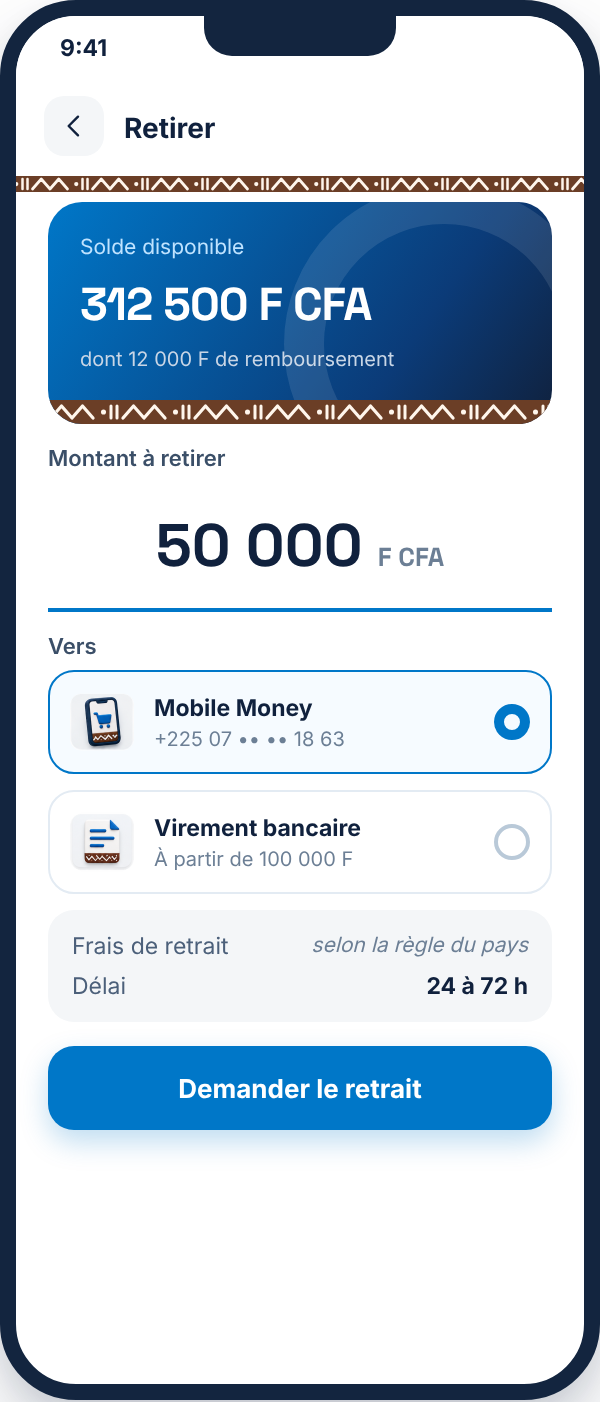 9:41
Retirer
Solde disponible
312 500 F CFA
dont 12 000 F de remboursement
Montant à retirer
50 000 F CFA
Vers
Mobile Money
+225 07 •• •• 18 63
Virement bancaire
À partir de 100 000 F
Frais de retrait selon la règle du pays
Délai 24 à 72 h
Demander le retrait